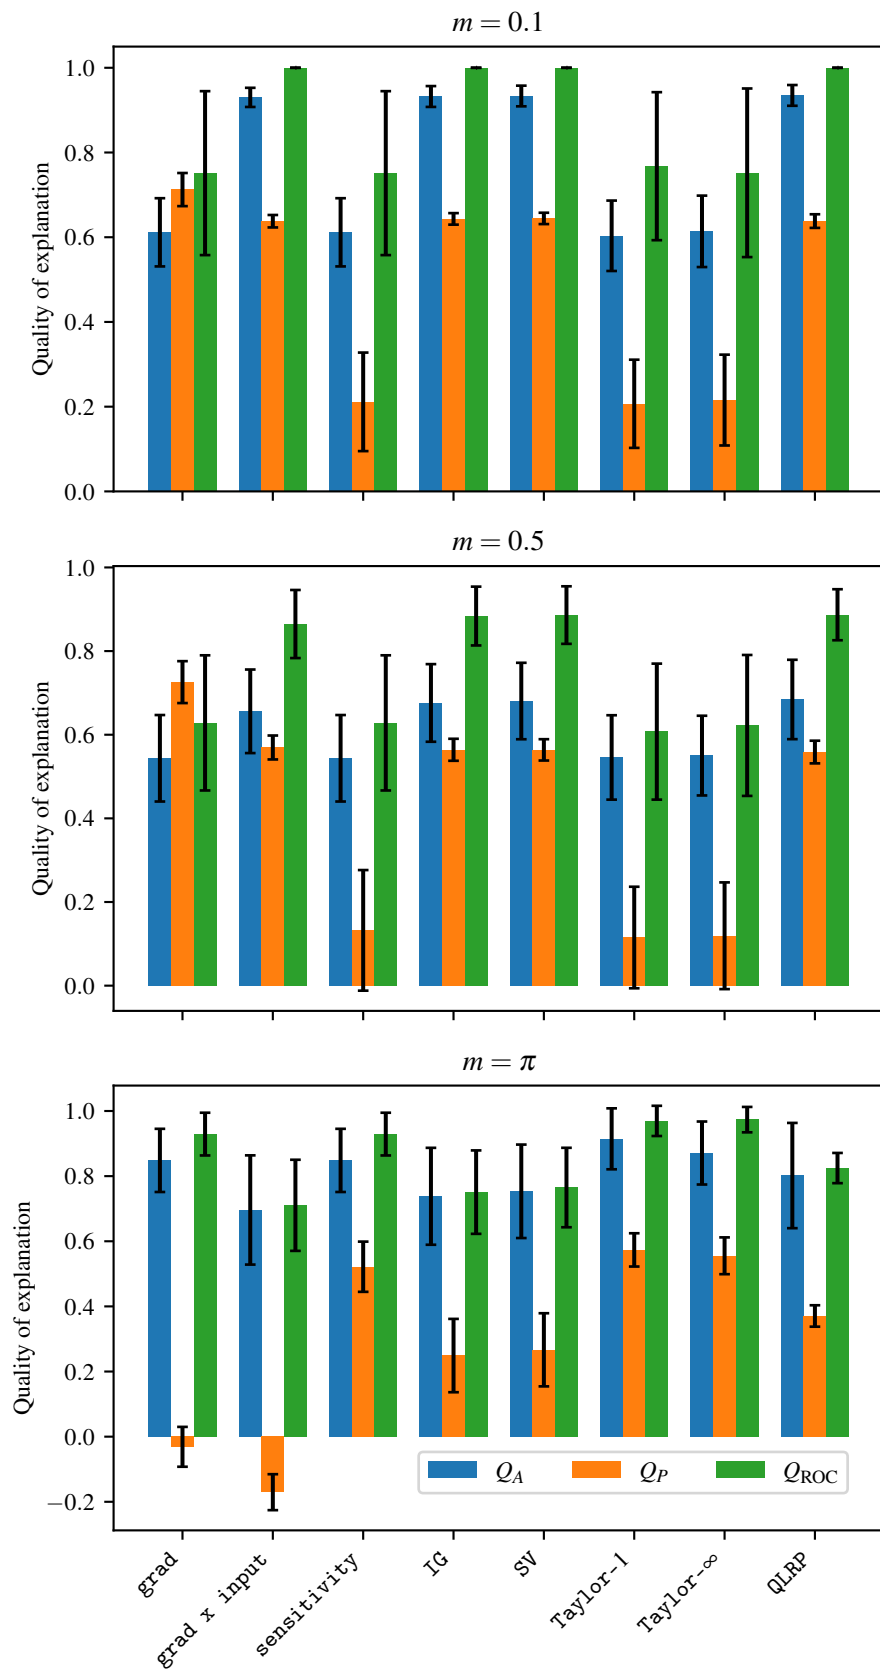 m = 0.1
1.0
0.8
0.6
0.4
0.2
0.0
Quality of explanation
m = 0.5
1.0
0.8
0.6
0.4
0.2
0.0
Quality of explanation
m = π
1.0
0.8
0.6
0.4
0.2
0.0
−0.2
Quality of explanation
Q_A Q_P Q_ROC
grad grad x input sensitivity IG SV Taylor-1 Taylor-∞ QLRP